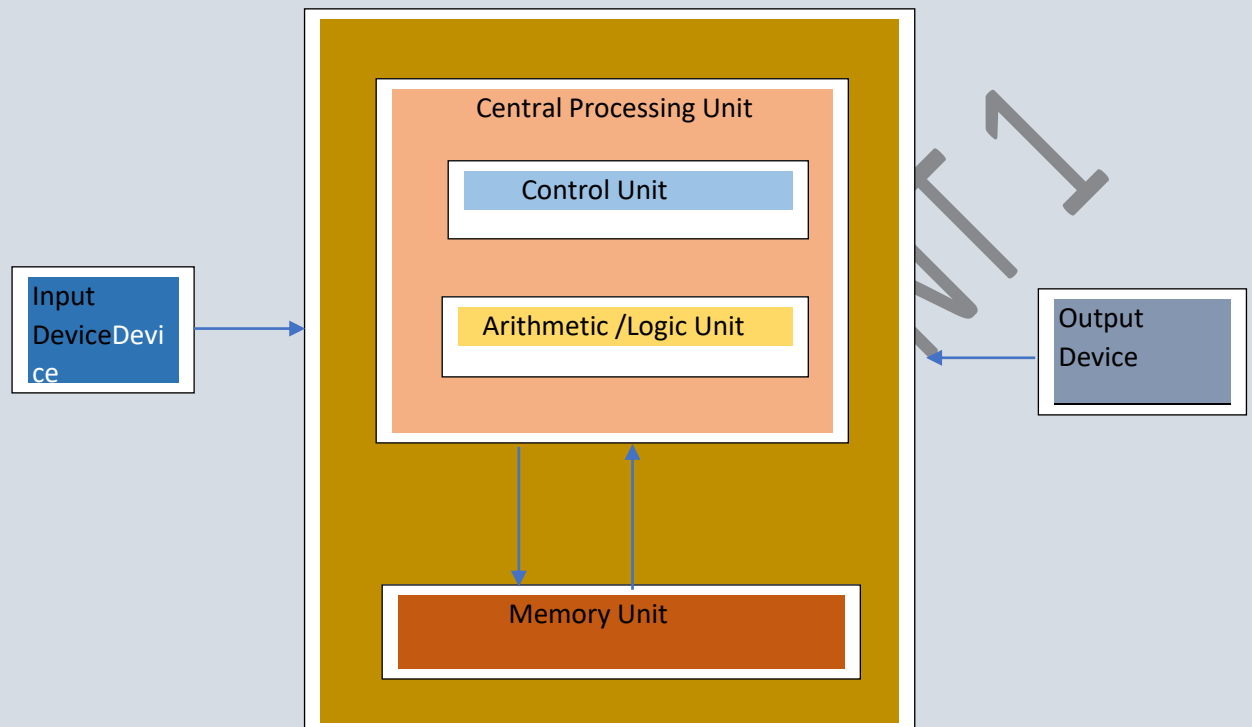 Central Processing Unit
Control Unit
Arithmetic /Logic Unit
Input
DeviceDevi
ce
Output
Device
Memory Unit